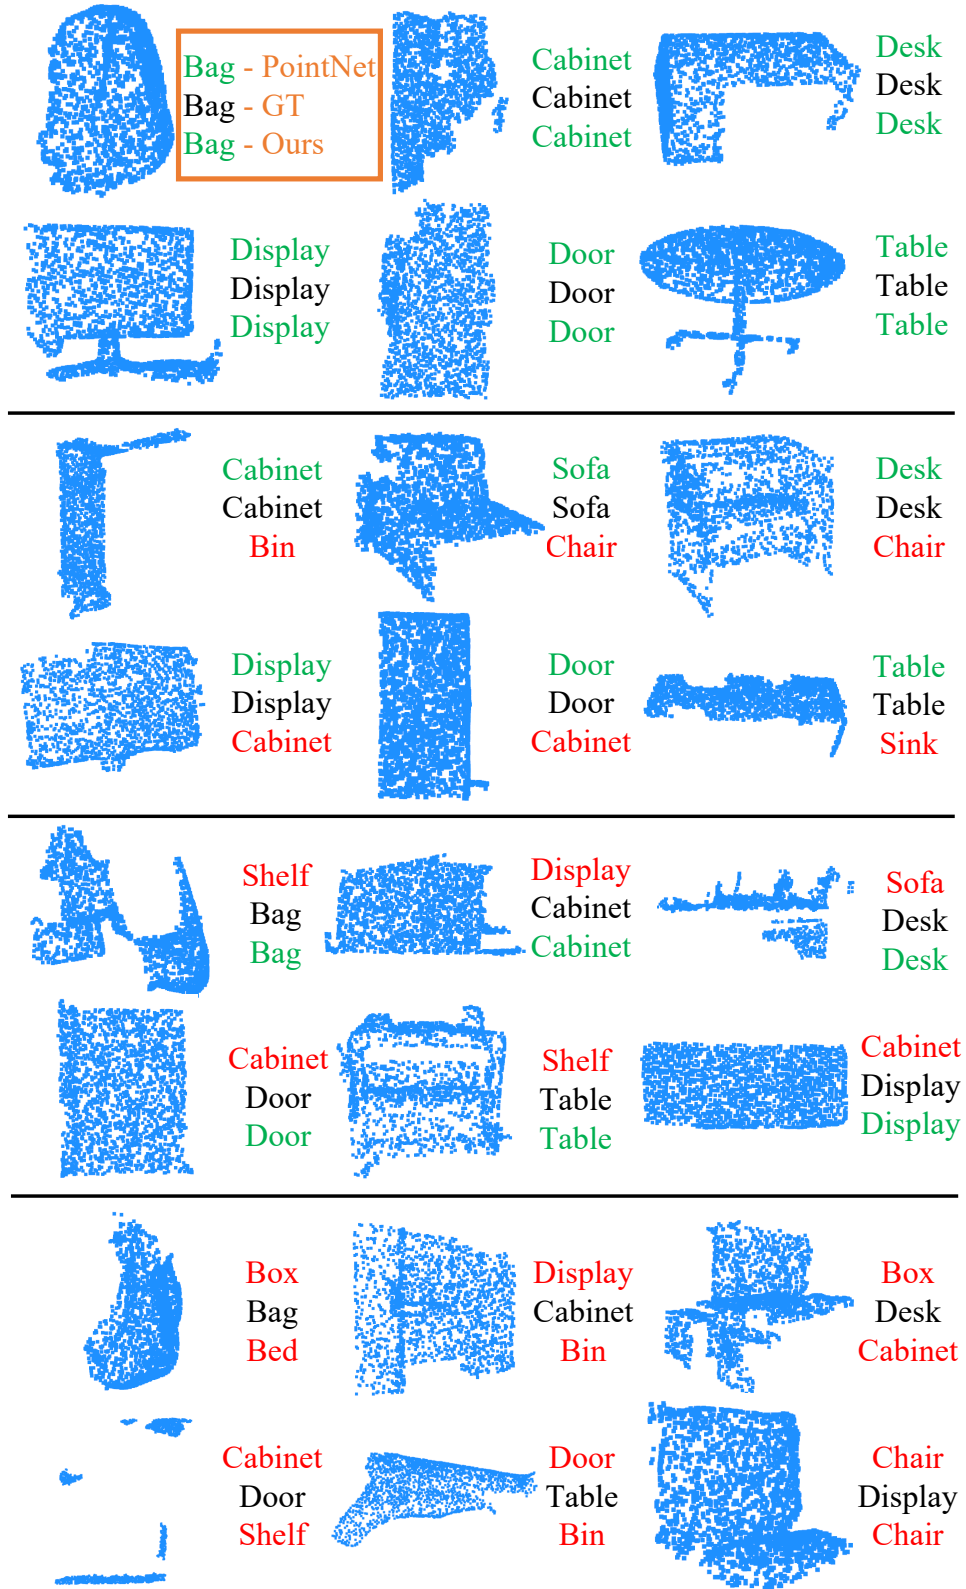 Bag - PointNet
Bag - GT
Bag - Ours
Cabinet
Cabinet
Cabinet
Desk
Desk
Desk
Display
Display
Display
Door
Door
Door
Table
Table
Table
Cabinet
Cabinet
Bin
Sofa
Sofa
Chair
Desk
Desk
Chair
Display
Display
Cabinet
Door
Door
Cabinet
Table
Table
Sink
Shelf
Bag
Bag
Display
Cabinet
Cabinet
Sofa
Desk
Desk
Cabinet
Door
Door
Shelf
Table
Table
Cabinet
Display
Display
Box
Bag
Bed
Display
Cabinet
Bin
Box
Desk
Cabinet
Cabinet
Door
Shelf
Door
Table
Bin
Chair
Display
Chair